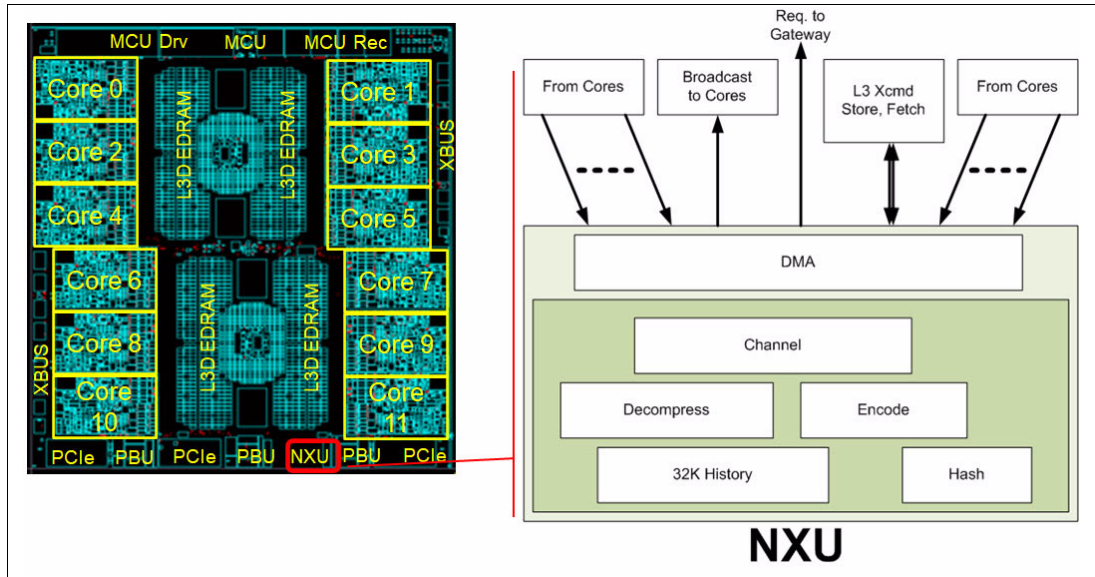 MCU Drv MCU MCU Rec
Core 0
Core 1
Core 2
Core 3
Core 4
Core 5
L3D EDRAM
L3D EDRAM
XBUS
Core 6
Core 7
Core 8
Core 9
Core
10
Core
11
L3D EDRAM
L3D EDRAM
XBUS
PCIe PBU PCIe PBU NXU PBU PCIe
Req. to
Gateway
From Cores
Broadcast
to Cores
L3 Xcmd
Store, Fetch
From Cores
DMA
Channel
Decompress
Encode
32K History
Hash
NXU